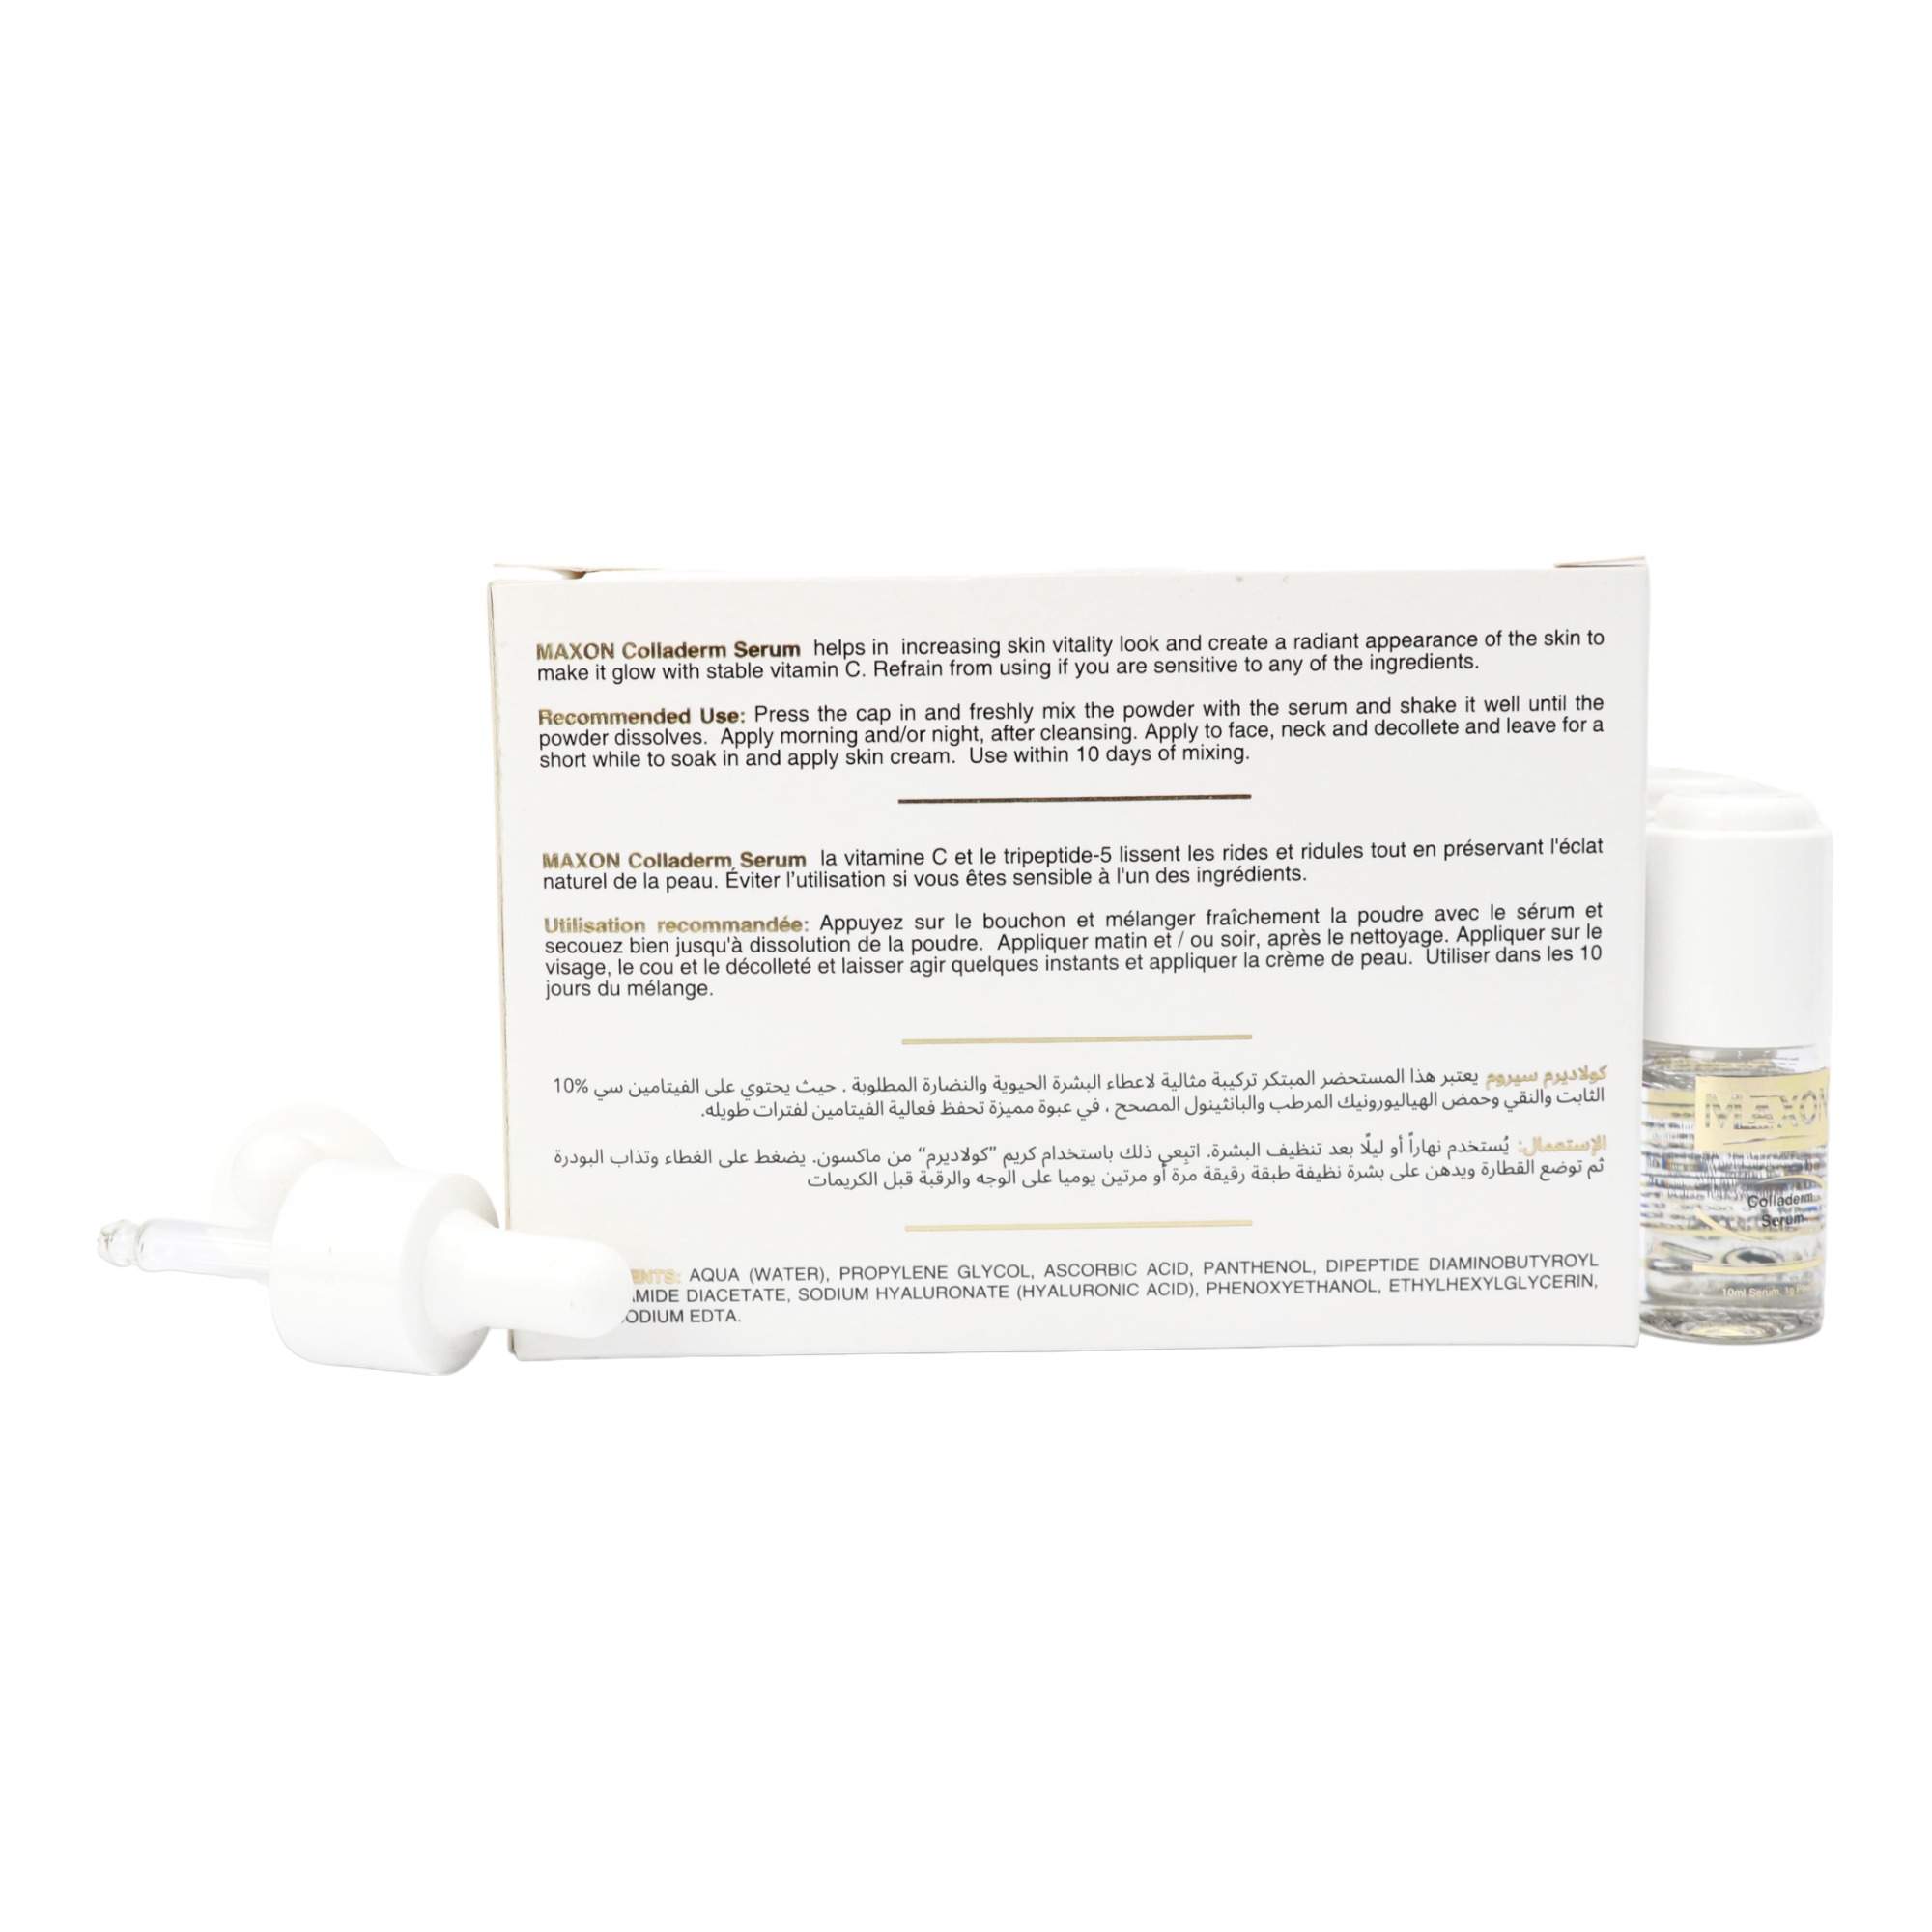 MAXON Colladerm Serum helps in increasing skin vitality look and create a radiant appearance of the skin to
make it glow with stable vitamin C. Refrain from using if you are sensitive to any of the ingredients.
Recommended Use: Press the cap in and freshly mix the powder with the serum and shake it well until the
powder dissolves. Apply morning and/or night, after cleansing. Apply to face, neck and decollete and leave for a
short while to soak in and apply skin cream. Use within 10 days of mixing.
MAXON Colladerm Serum la vitamine C et le tripeptide-5 lissent les rides et ridules tout en préservant l'éclat
naturel de la peau. Éviter l'utilisation si vous êtes sensible à l'un des ingrédients.
Utilisation recommandée: Appuyez sur le bouchon et mélanger fraîchement la poudre avec le sérum et
secouez bien jusqu'à dissolution de la poudre. Appliquer matin et / ou soir, après le nettoyage. Appliquer sur le
visage, le cou et le décolleté et laisser agir quelques instants et appliquer la crème de peau. Utiliser dans les 10
jours du mélange.
كولاديرم سيروم يعتبر هذا المستحضر المبتكر تركيبة مثالية لاعطاء البشرة الحيوية والنضارة المطلوبة . حيث يحتوي على الفيتامين سي 10%
الثابت والنقي وحمض الهياليورونيك المرطب والبانثينول المصحح ، في عبوة مميزة تحفظ فعالية الفيتامين لفترات طويله.
الإستعمال: يُستخدم نهاراً أو ليلًا بعد تنظيف البشرة. اتبِعي ذلك باستخدام كريم "كولاديرم" من ماكسون. يضغط على الغطاء وتذاب البودرة
ثم توضع القطارة ويدهن على بشرة نظيفة طبقة رقيقة مرة أو مرتين يوميا على الوجه والرقبة قبل الكريمات
ENTS: AQUA (WATER), PROPYLENE GLYCOL, ASCORBIC ACID, PANTHENOL, DIPEPTIDE DIAMINOBUTYROYL
AMIDE DIACETATE, SODIUM HYALURONATE (HYALURONIC ACID), PHENOXYETHANOL, ETHYLHEXYLGLYCERIN,
ODIUM EDTA.
MAXON
Colladerm
Serum
10ml Serum, 1g